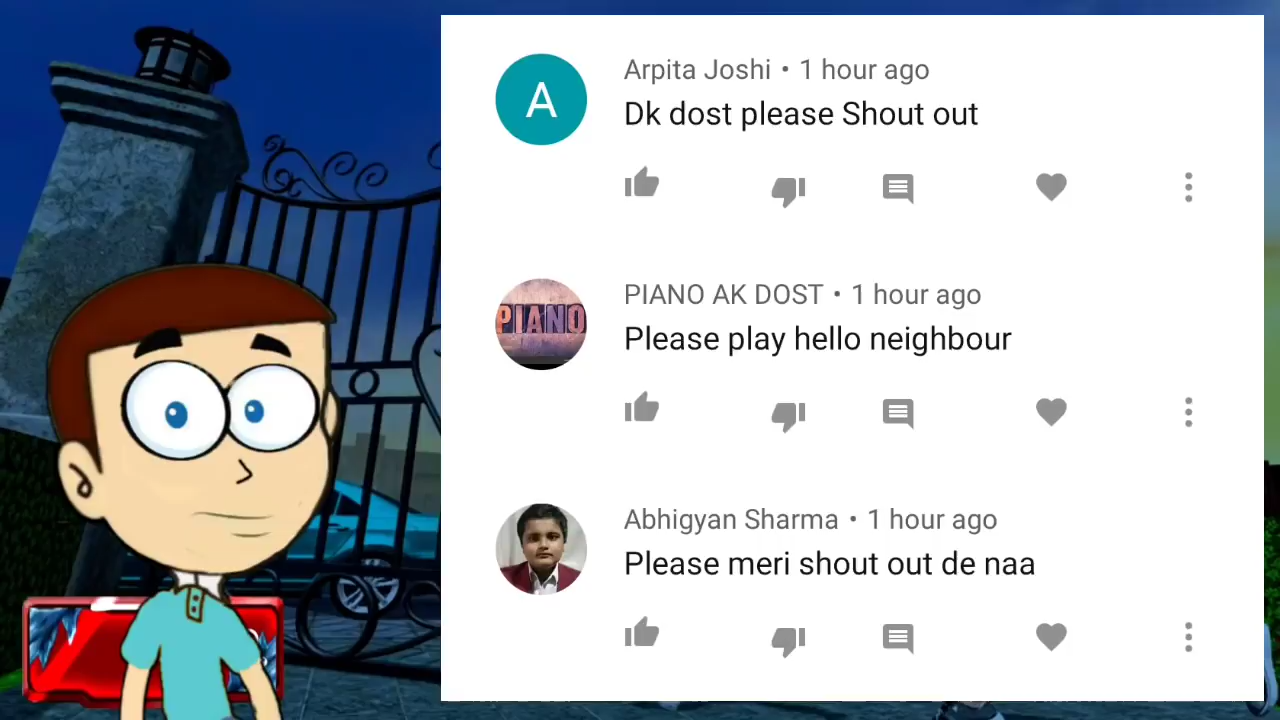 A
Arpita Joshi • 1 hour ago
Dk dost please Shout out
PIANO
PIANO AK DOST • 1 hour ago
Please play hello neighbour
Abhigyan Sharma • 1 hour ago
Please meri shout out de naa